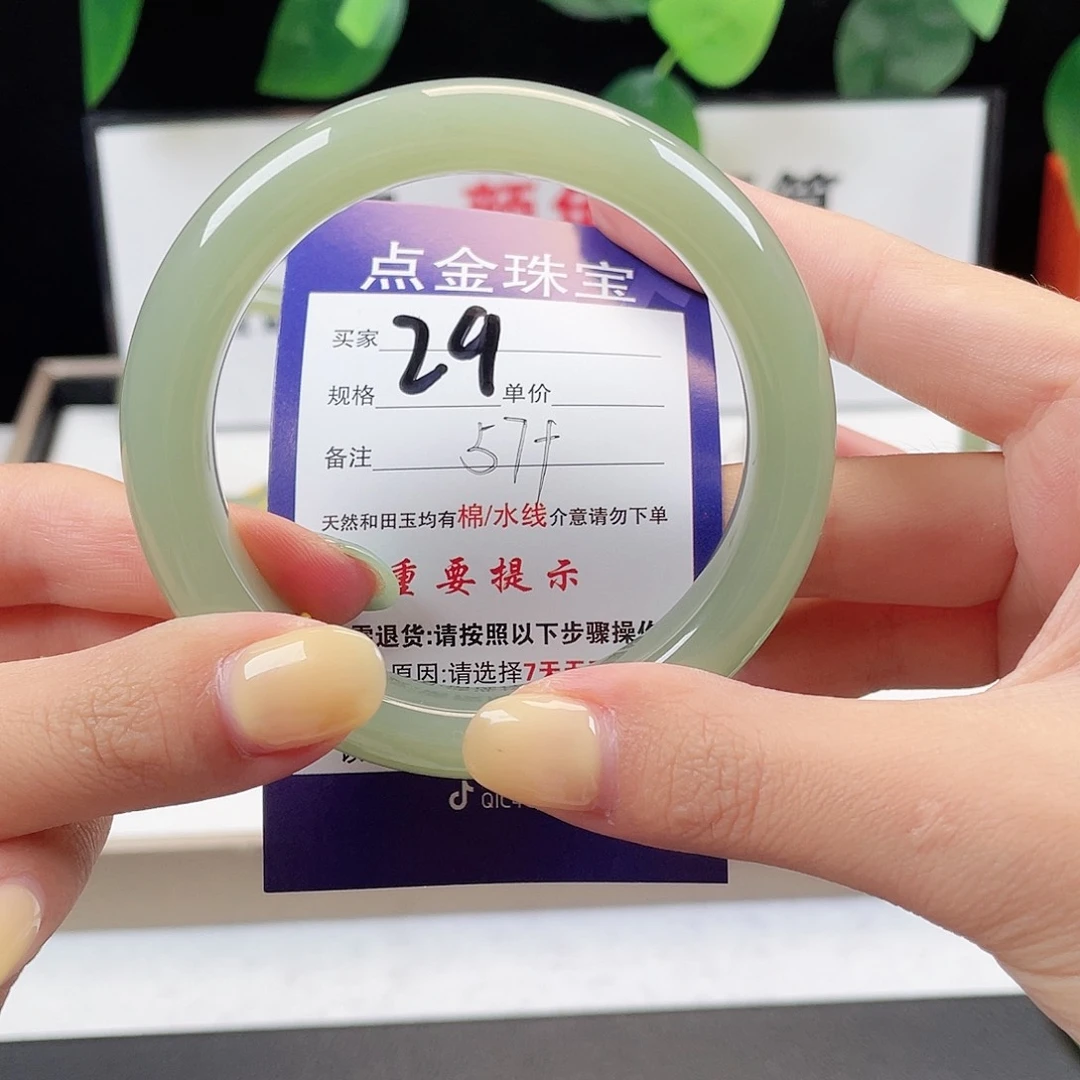 点金珠宝
买家 29
规格 单价
备注 57f
天然和田玉均有棉/水线介意请勿下单
重要提示
退货:请按照以下步骤操作
原因:请选择7天